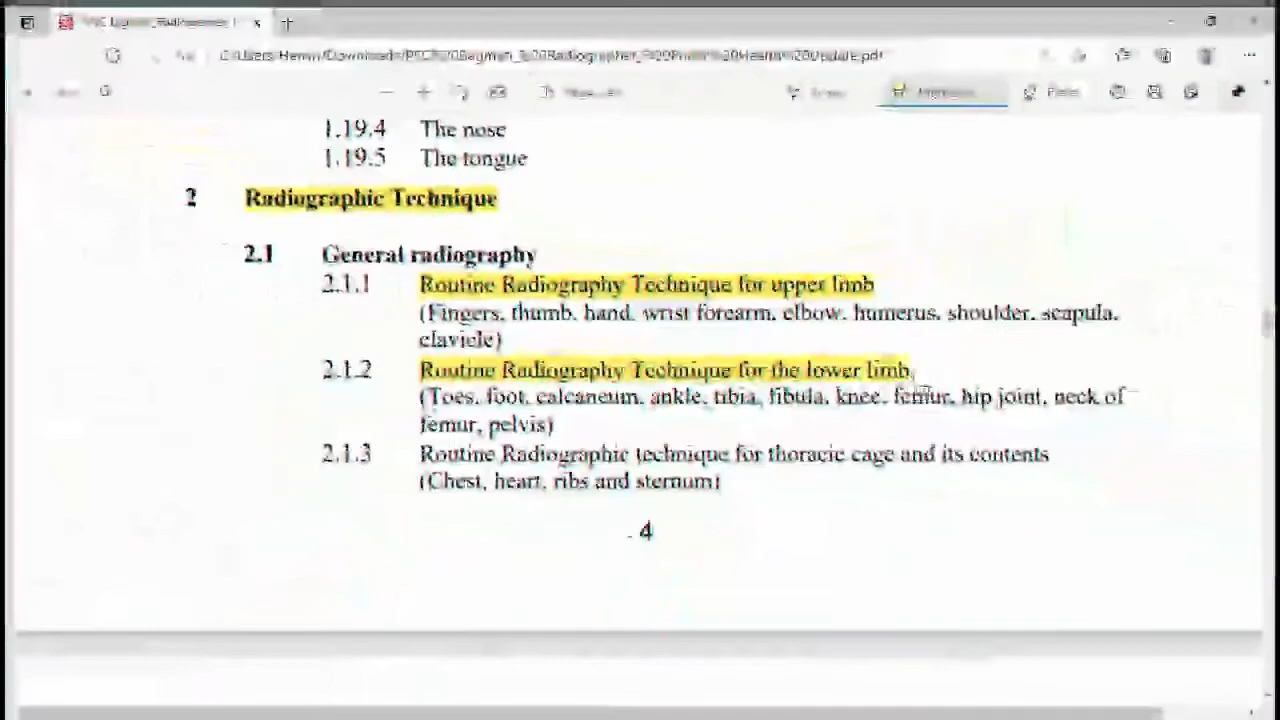 1.19.4 The nose
1.19.5 The tongue
2 Radiographic Technique
2.1 General radiography
2.1.1 Routine Radiography Technique for upper limb
(Fingers, thumb, hand, wrist forearm, elbow, humerus, shoulder, scapula,
clavicle)
2.1.2 Routine Radiography Technique for the lower limb
(Toes, foot, calcaneum, ankle, tibia, fibula, knee, femur, hip joint, neck of
femur, pelvis)
2.1.3 Routine Radiographic technique for thoracic cage and its contents
(Chest, heart, ribs and sternum)
4